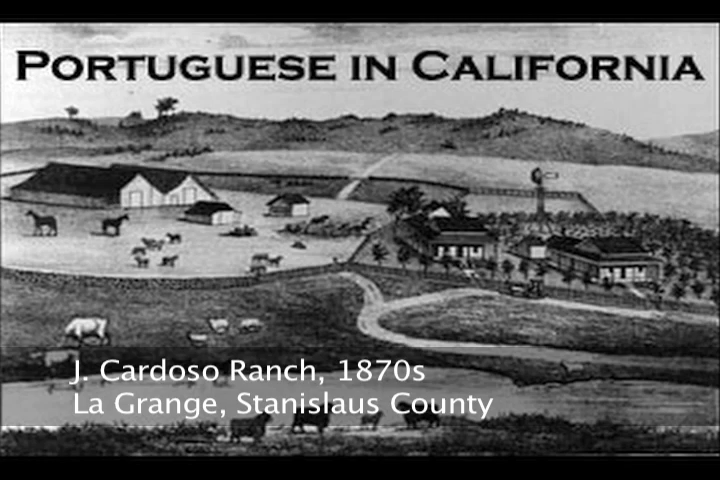 PORTUGUESE IN CALIFORNIA
J. Cardoso Ranch, 1870s
La Grange, Stanislaus County